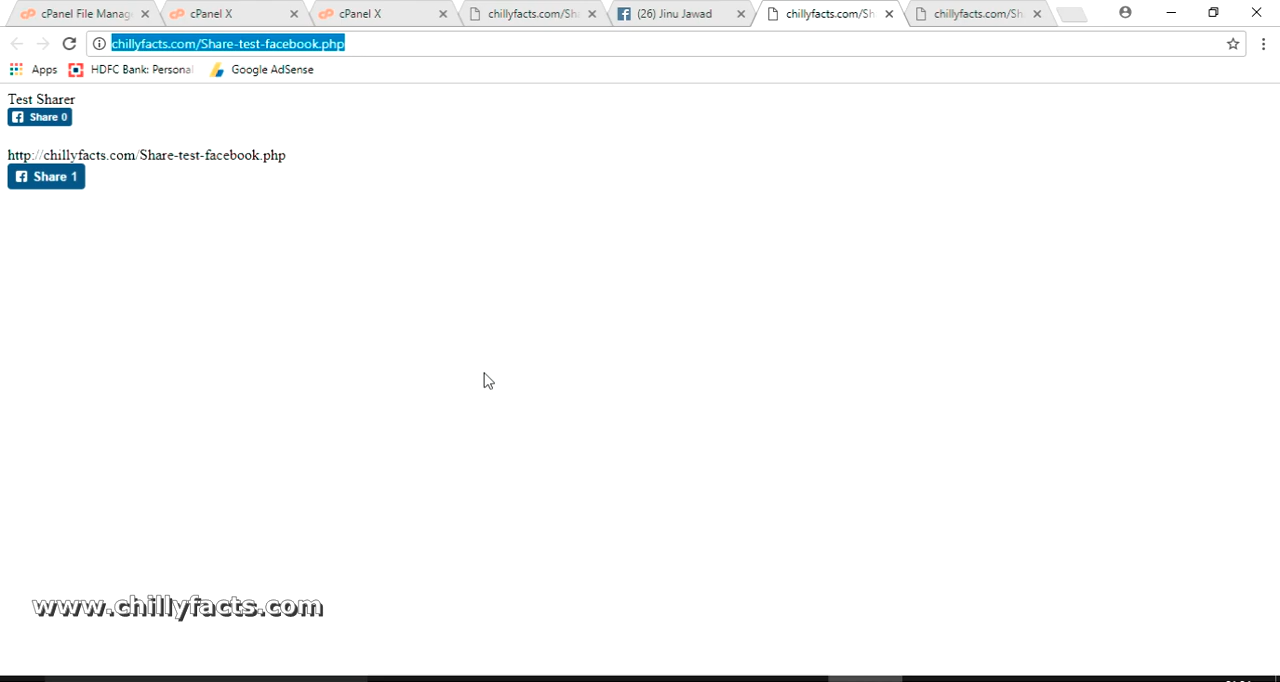 cPanel File Manag
cPanel X
cPanel X
chillyfacts.com/Sh
(26) Jinu Jawad
chillyfacts.com/Sh
chillyfacts.com/Sh
chillyfacts.com/Share-test-facebook.php
Apps
HDFC Bank: Personal
Google AdSense
Test Sharer
Share 0
http://chillyfacts.com/Share-test-facebook.php
Share 1
www.chillyfacts.com